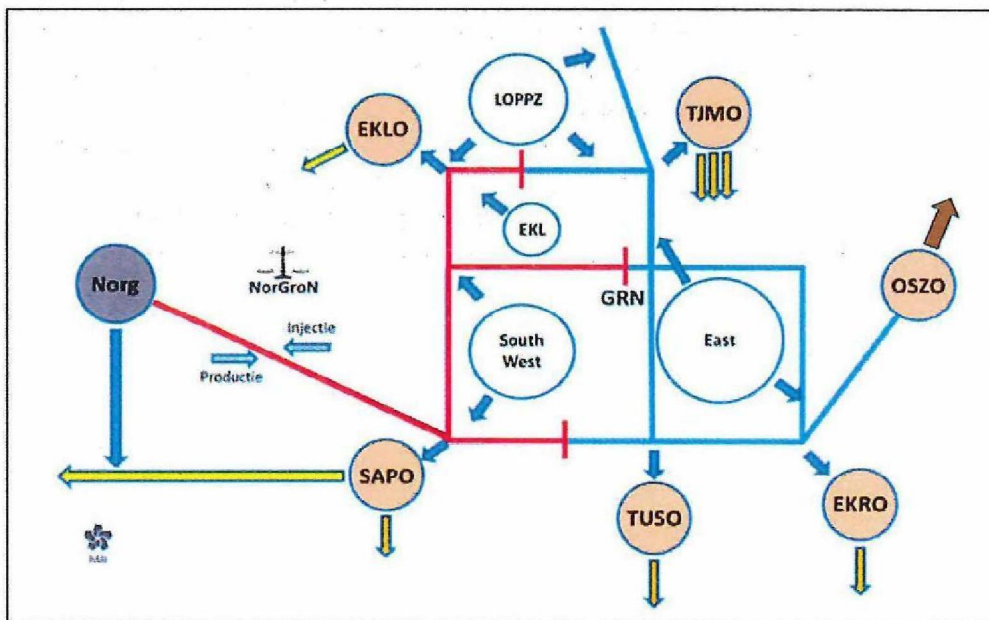 LOPPZ
EKLO
TJMO
EKL
OSZO
Norg
NorGroN
GRN
Injectie
Productie
South
West
East
SAPO
TUSO
EKRO